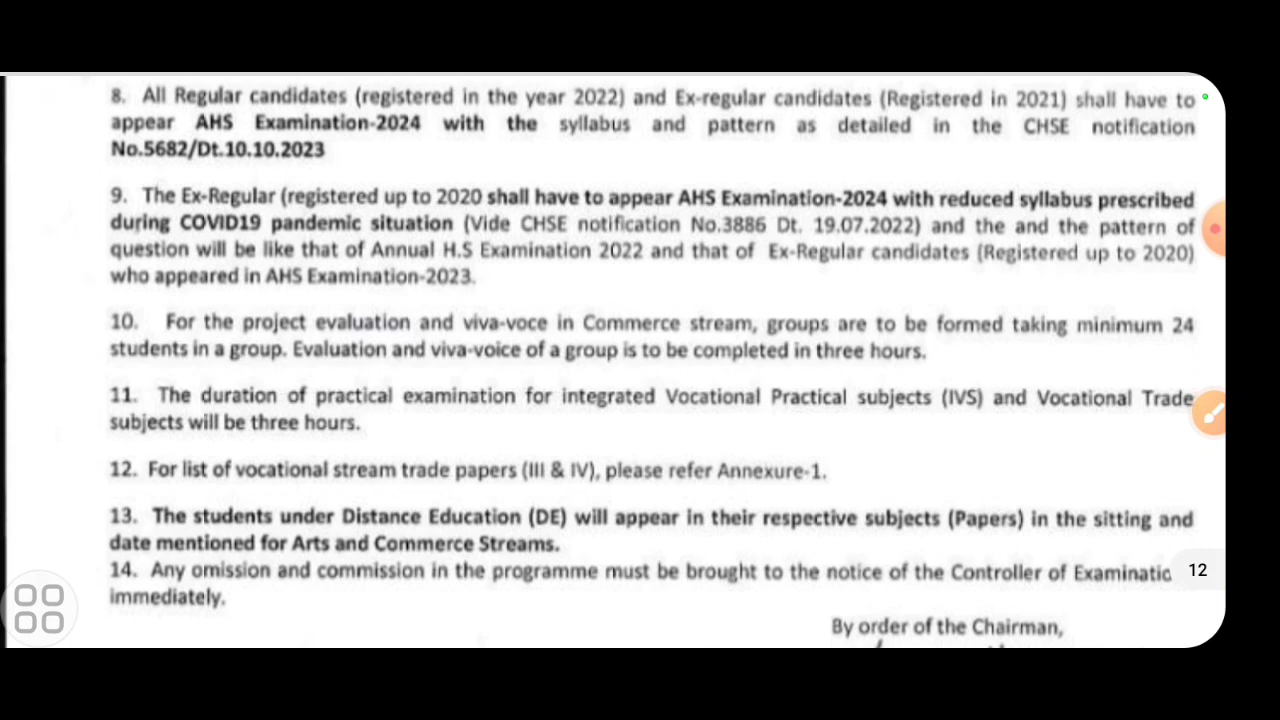 8. All Regular candidates (registered in the year 2022) and Ex-regular candidates (Registered in 2021) shall have to
appear AHS Examination-2024 with the syllabus and pattern as detailed in the CHSE notification
No.5682/Dt.10.10.2023
9. The Ex-Regular (registered up to 2020 shall have to appear AHS Examination-2024 with reduced syllabus prescribed
during COVID19 pandemic situation (Vide CHSE notification No.3886 Dt. 19.07.2022) and the and the pattern of
question will be like that of Annual H.S Examination 2022 and that of Ex-Regular candidates (Registered up to 2020)
who appeared in AHS Examination-2023.
10. For the project evaluation and viva-voce in Commerce stream, groups are to be formed taking minimum 24
students in a group. Evaluation and viva-voice of a group is to be completed in three hours.
11. The duration of practical examination for integrated Vocational Practical subjects (IVS) and Vocational Trade
subjects will be three hours.
12. For list of vocational stream trade papers (III & IV), please refer Annexure-1.
13. The students under Distance Education (DE) will appear in their respective subjects (Papers) in the sitting and
date mentioned for Arts and Commerce Streams.
14. Any omission and commission in the programme must be brought to the notice of the Controller of Examinatio
immediately.
12
By order of the Chairman,